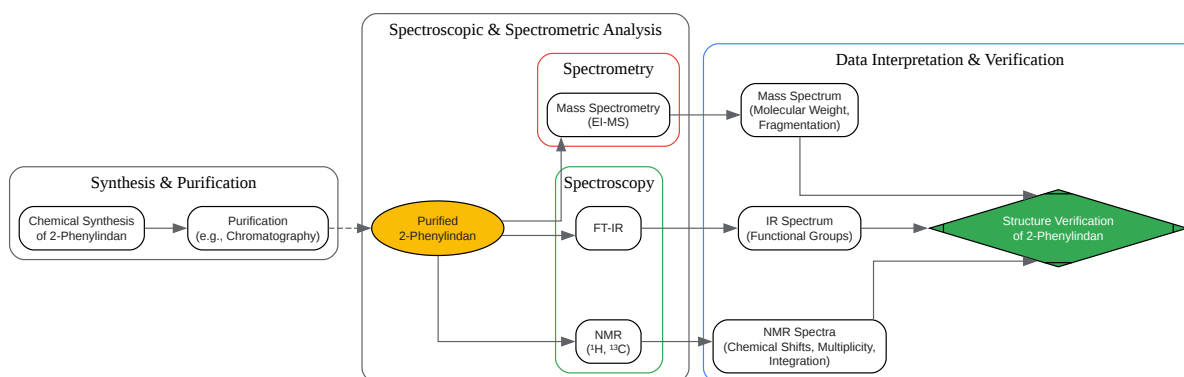 Synthesis & Purification
Chemical Synthesis
of 2-Phenylindan
Purification
(e.g., Chromatography)
Spectroscopic & Spectrometric Analysis
Purified
2-Phenylindan
Spectrometry
Mass Spectrometry
(EI-MS)
Spectroscopy
FT-IR
NMR
(¹H, ¹³C)
Data Interpretation & Verification
Mass Spectrum
(Molecular Weight,
Fragmentation)
IR Spectrum
(Functional Groups)
NMR Spectra
(Chemical Shifts, Multiplicity,
Integration)
Structure Verification
of 2-Phenylindan